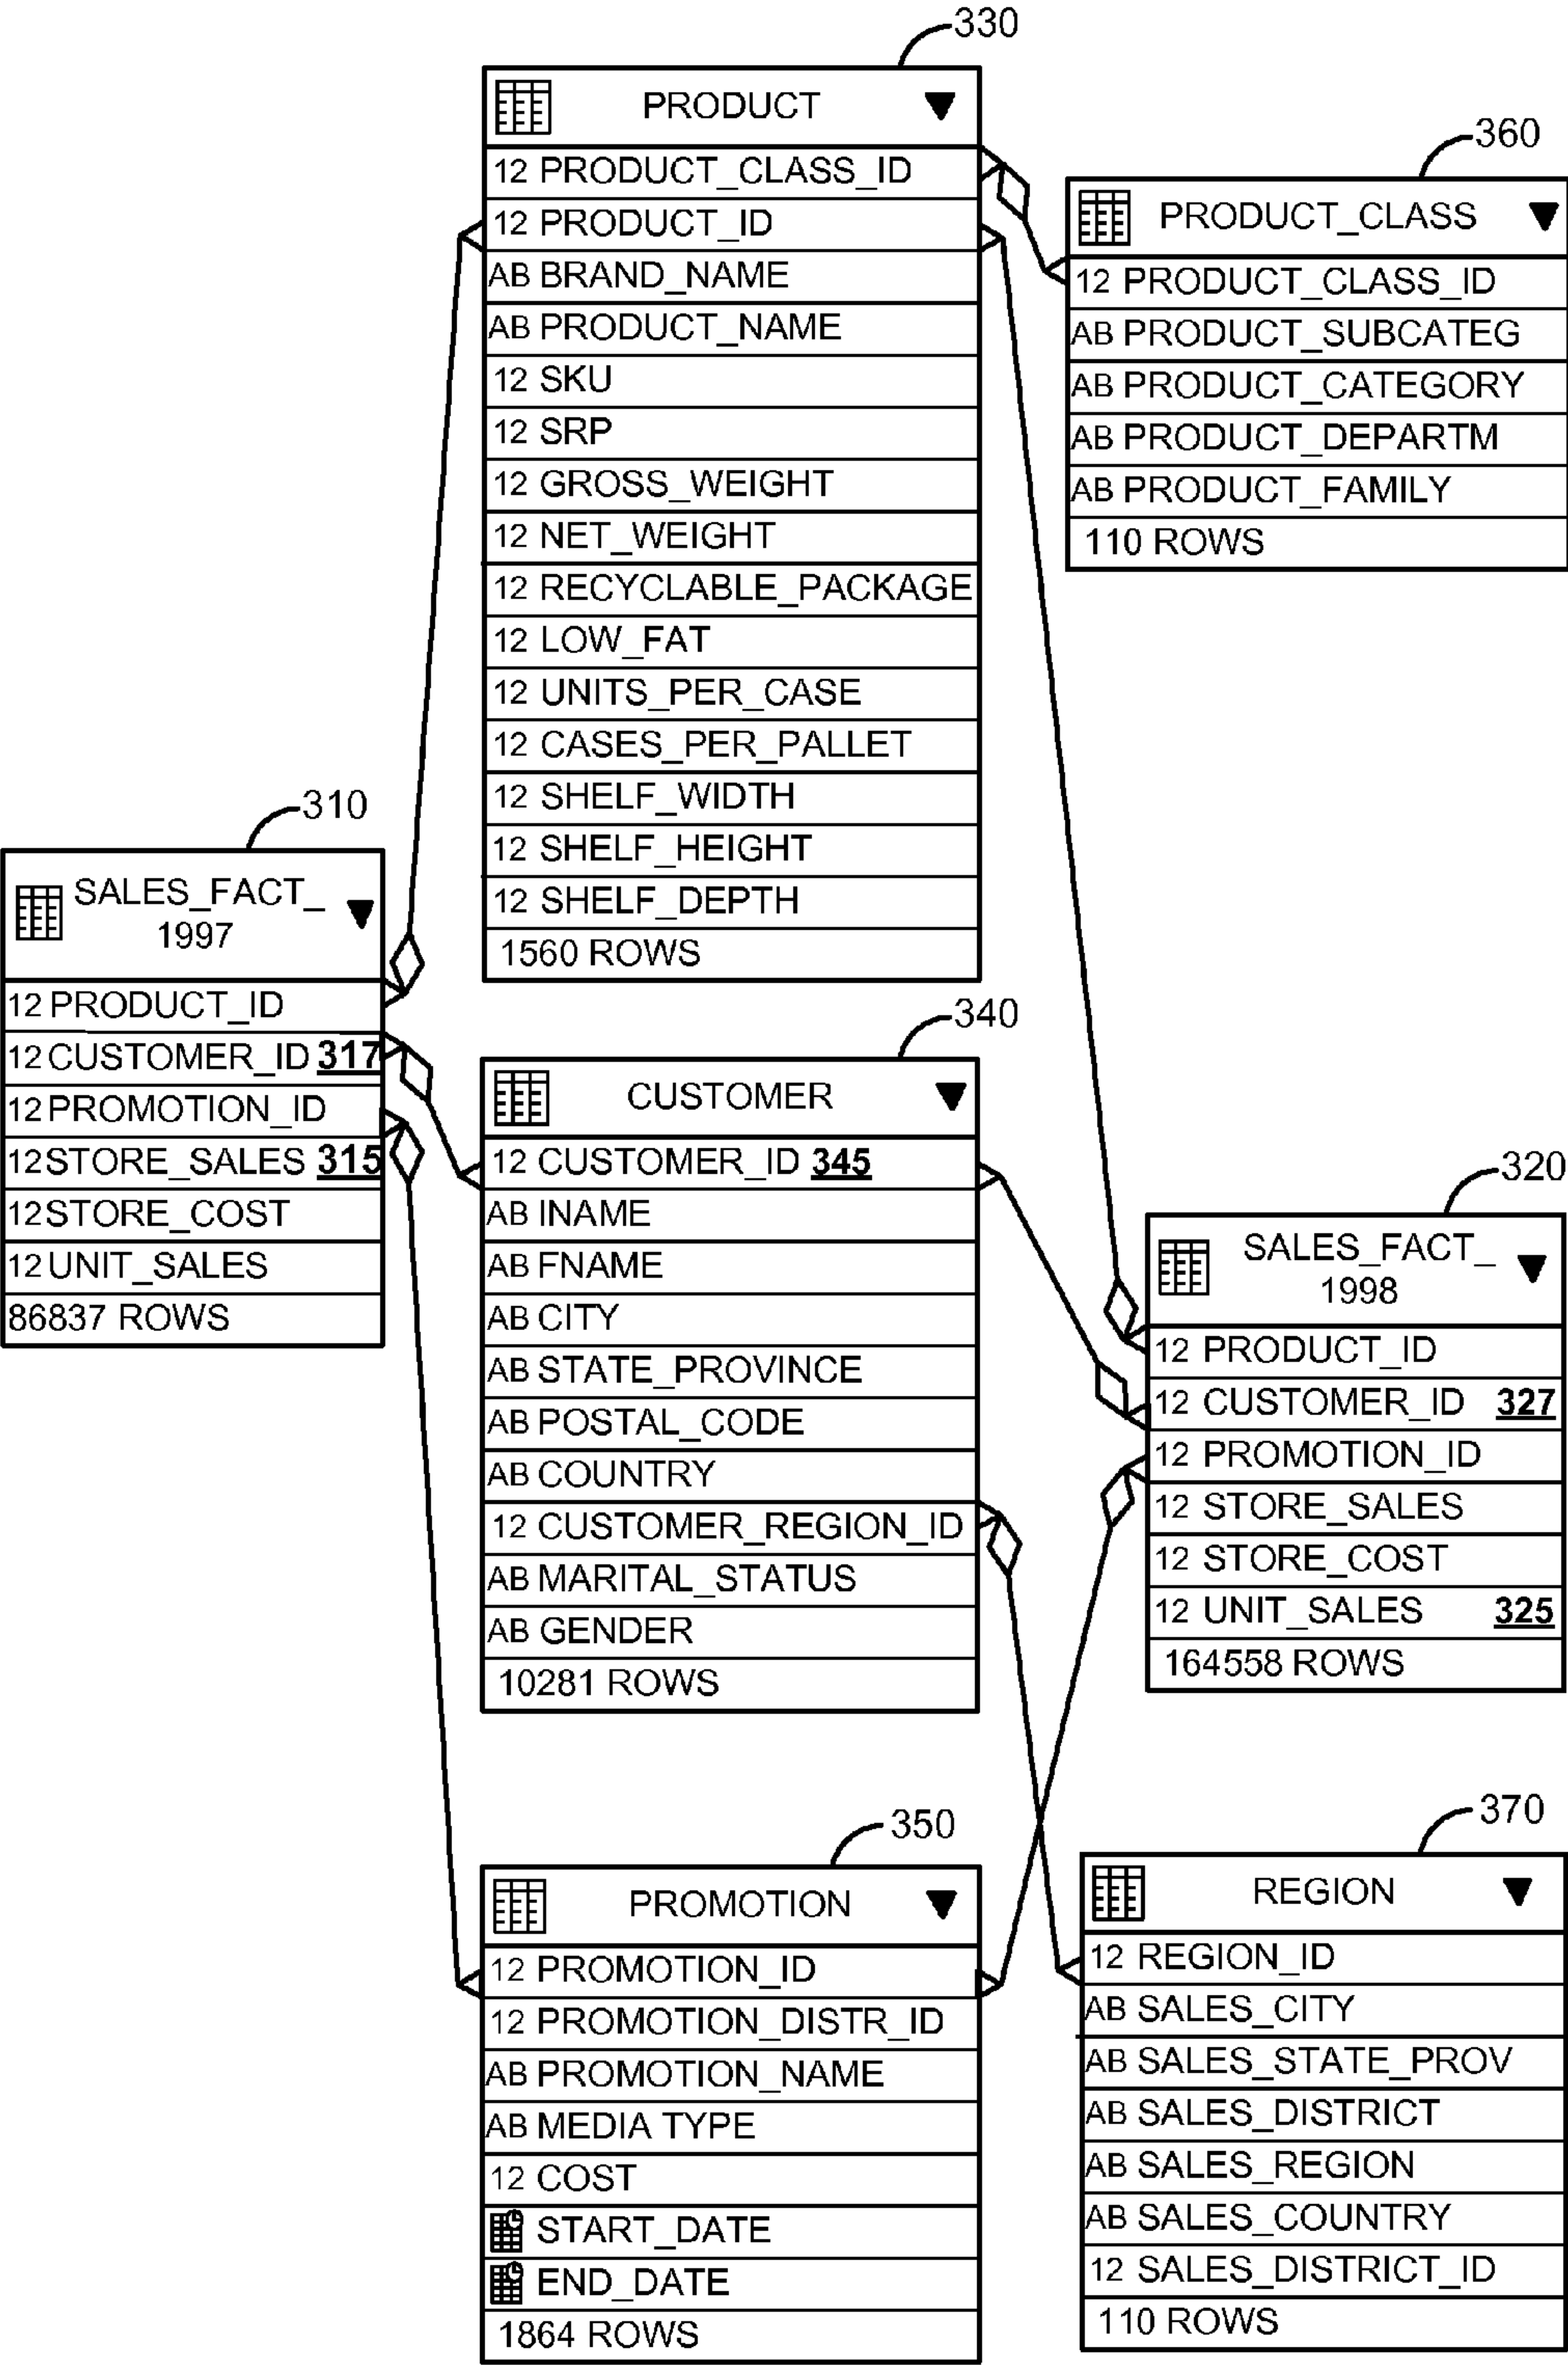 330
PRODUCT
12 PRODUCT_CLASS_ID
12 PRODUCT_ID
AB BRAND_NAME
AB PRODUCT_NAME
12 SKU
12 SRP
12 GROSS_WEIGHT
12 NET_WEIGHT
12 RECYCLABLE_PACKAGE
12 LOW_FAT
12 UNITS_PER_CASE
12 CASES_PER_PALLET
12 SHELF_WIDTH
12 SHELF_HEIGHT
12 SHELF_DEPTH
1560 ROWS
360
PRODUCT_CLASS
12 PRODUCT_CLASS_ID
AB PRODUCT_SUBCATEG
AB PRODUCT_CATEGORY
AB PRODUCT_DEPARTM
AB PRODUCT_FAMILY
110 ROWS
310
SALES_FACT_
1997
12 PRODUCT_ID
12 CUSTOMER_ID 317
12 PROMOTION_ID
12 STORE_SALES 315
12 STORE_COST
12 UNIT_SALES
86837 ROWS
340
CUSTOMER
12 CUSTOMER_ID 345
AB INAME
AB FNAME
AB CITY
AB STATE_PROVINCE
AB POSTAL_CODE
AB COUNTRY
12 CUSTOMER_REGION_ID
AB MARITAL_STATUS
AB GENDER
10281 ROWS
320
SALES_FACT_
1998
12 PRODUCT_ID
12 CUSTOMER_ID 327
12 PROMOTION_ID
12 STORE_SALES
12 STORE_COST
12 UNIT_SALES 325
164558 ROWS
350
PROMOTION
12 PROMOTION_ID
12 PROMOTION_DISTR_ID
AB PROMOTION_NAME
AB MEDIA TYPE
12 COST
START_DATE
END_DATE
1864 ROWS
370
REGION
12 REGION_ID
AB SALES_CITY
AB SALES_STATE_PROV
AB SALES_DISTRICT
AB SALES_REGION
AB SALES_COUNTRY
12 SALES_DISTRICT_ID
110 ROWS